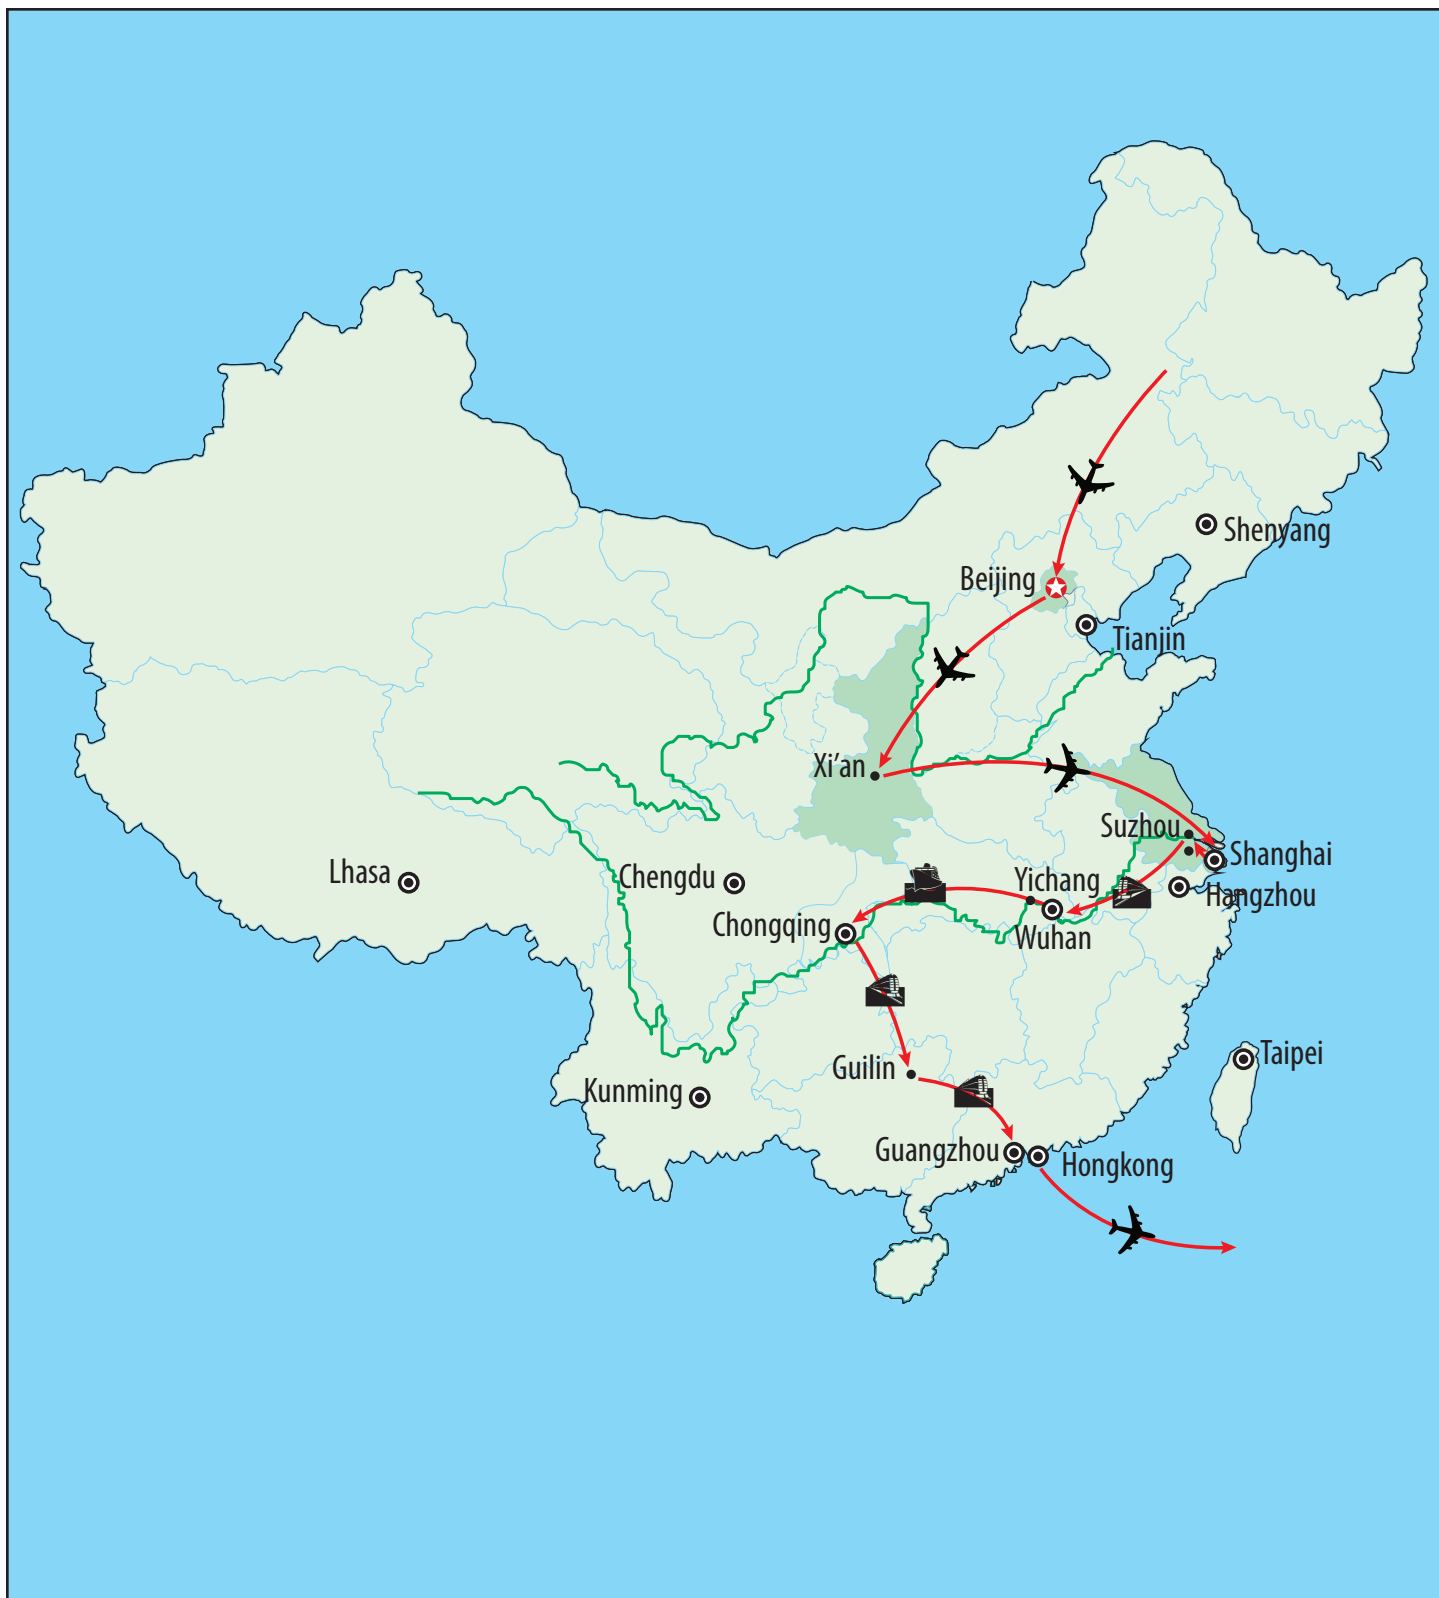 Shenyang
Beijing
Tianjin
Xi'an
Suzhou
Shanghai
Lhasa
Chengdu
Yichang
Hangzhou
Chongqing
Wuhan
Guilin
Taipei
Kunming
Guangzhou
Hongkong